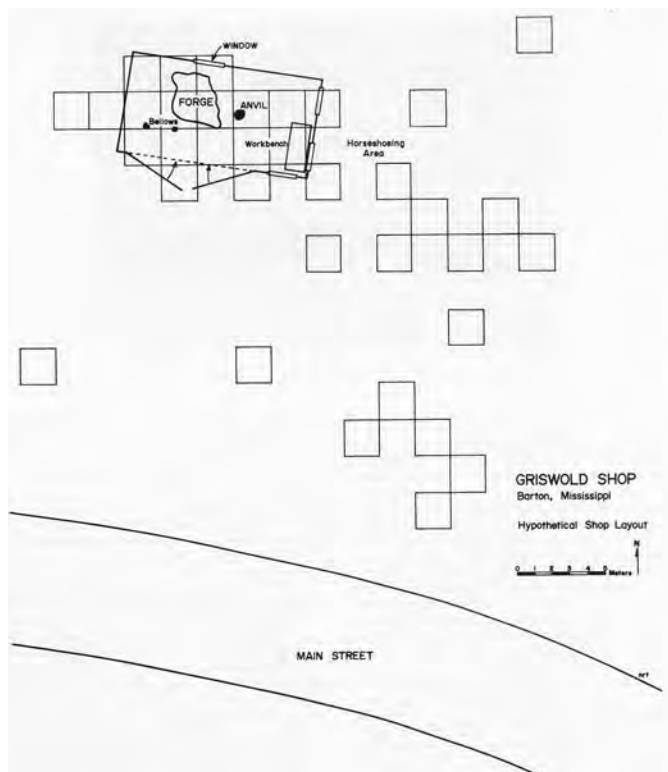 WINDOW
FORGE
ANVIL
Bellows
Workbench
Horseshoeing
Area
GRISWOLD SHOP
Barton, Mississippi
Hypothetical Shop Layout
N
0 1 2 3 4 5
Meters
MAIN STREET